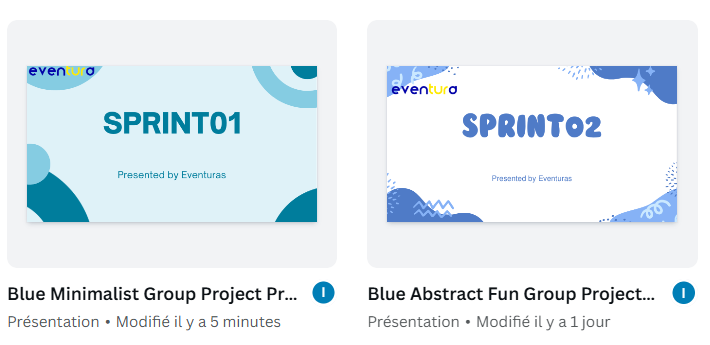 eventura
SPRINT01
Presented by Eventuras
Blue Minimalist Group Project Pr...
I
Présentation • Modifié il y a 5 minutes
eventura
SPRINT02
Presented by Eventuras
Blue Abstract Fun Group Project...
I
Présentation • Modifié il y a 1 jour